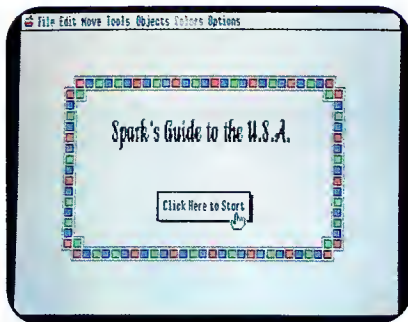 File Edit Move Tools Objects Colors Options
Spark's Guide to the U.S.A.
Click Here to Start